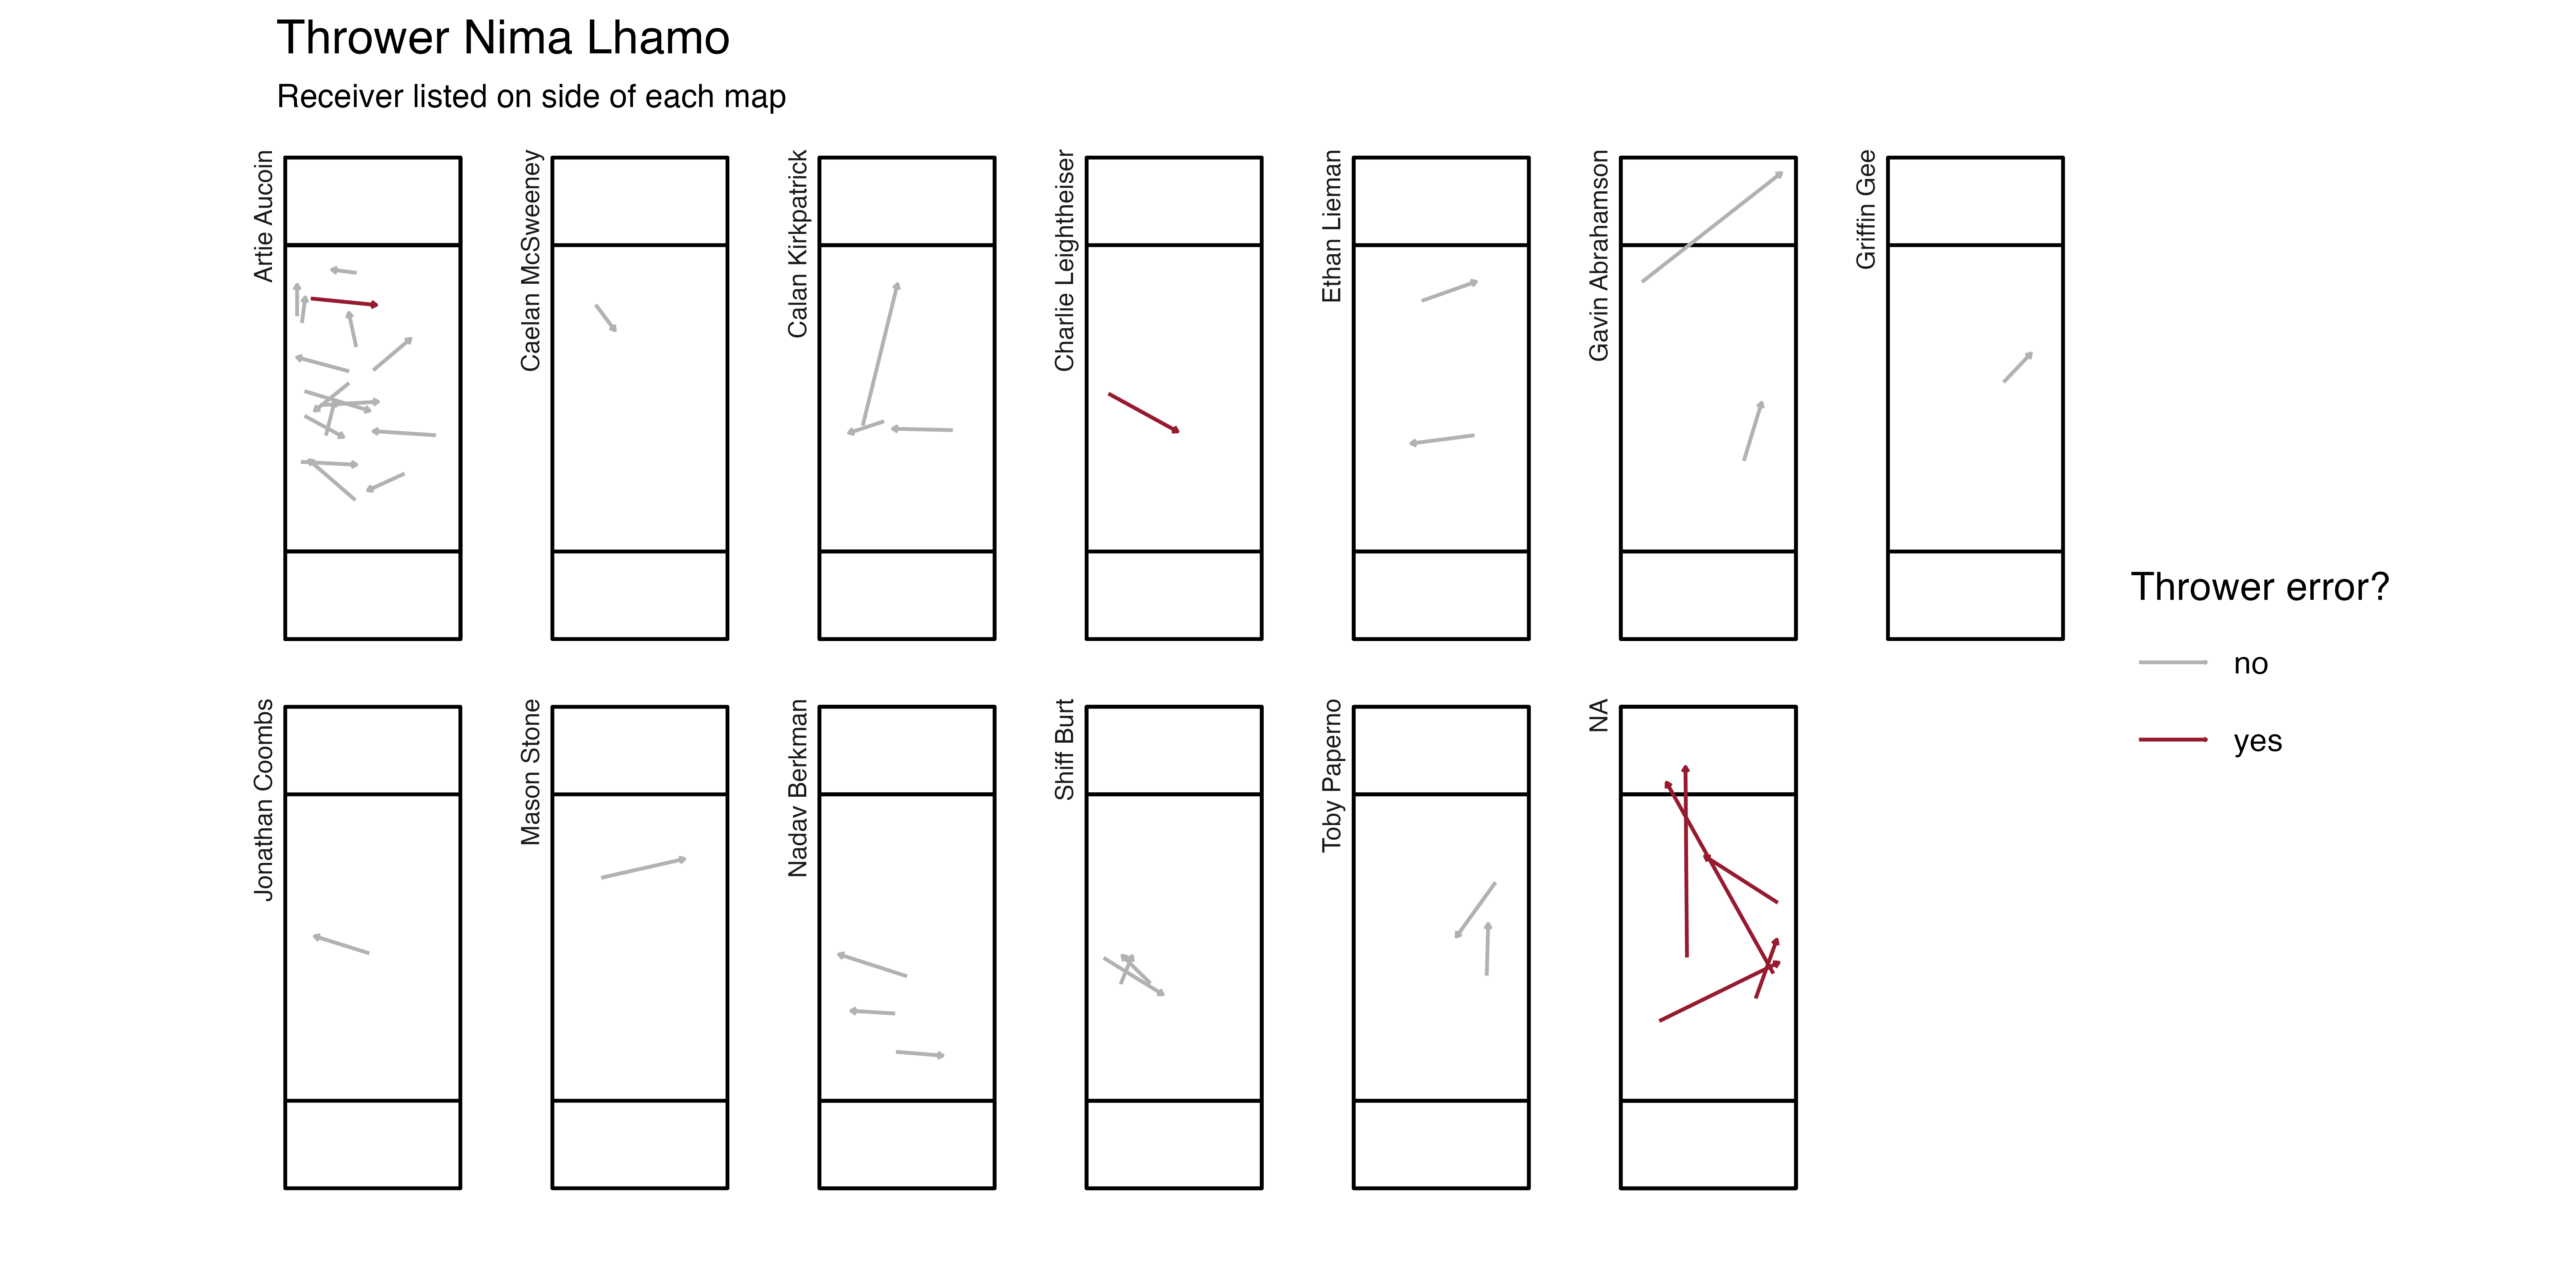 Thrower Nima Lhamo
Receiver listed on side of each map
Artie Aucoin
Caelan McSweeney
Calan Kirkpatrick
Charlie Leightheiser
Ethan Lieman
Gavin Abrahamson
Griffin Gee
Jonathan Coombs
Mason Stone
Nadav Berkman
Shiff Burt
Toby Paperno
NA
Thrower error?
no
yes